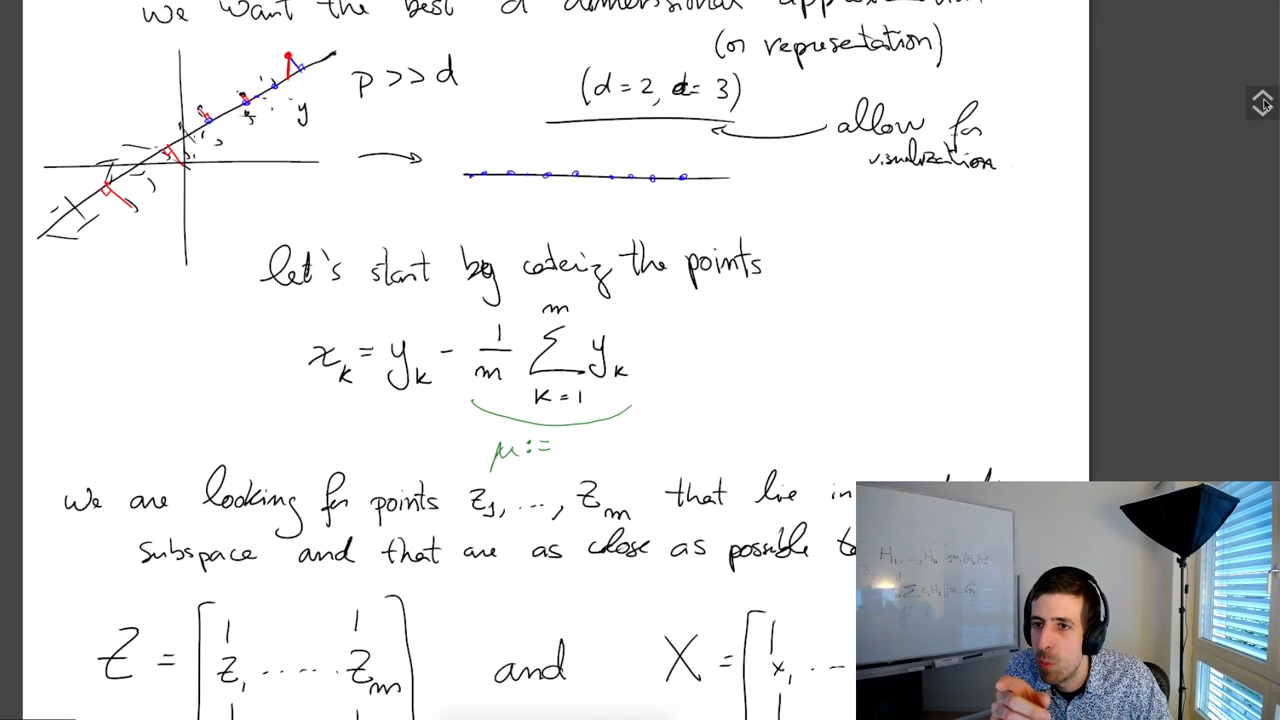 we want the best d dimensional
(or representation)
p >> d
(d = 2, d = 3)
y
allow for
visualization
let's start by centering the points
x_k = y_k - 1/m ∑_{k=1}^{m} y_k
μ :=
we are looking for points z_1, ..., z_m that live in
subspace and that are as close as possible to
Z = [ z_1 ...... z_m ] and X = [ x_1 ...